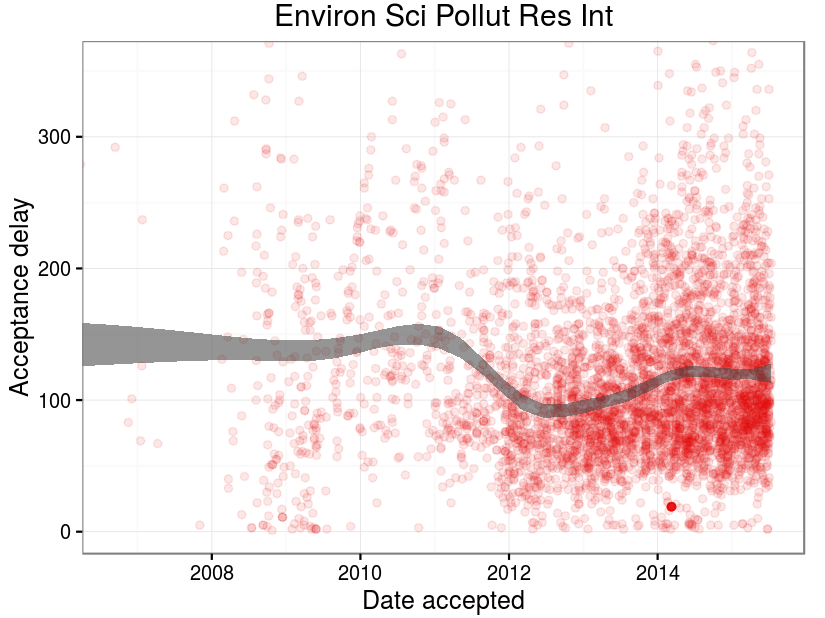 Environ Sci Pollut Res Int
Acceptance delay
300
200
100
0
2008 2010 2012 2014
Date accepted